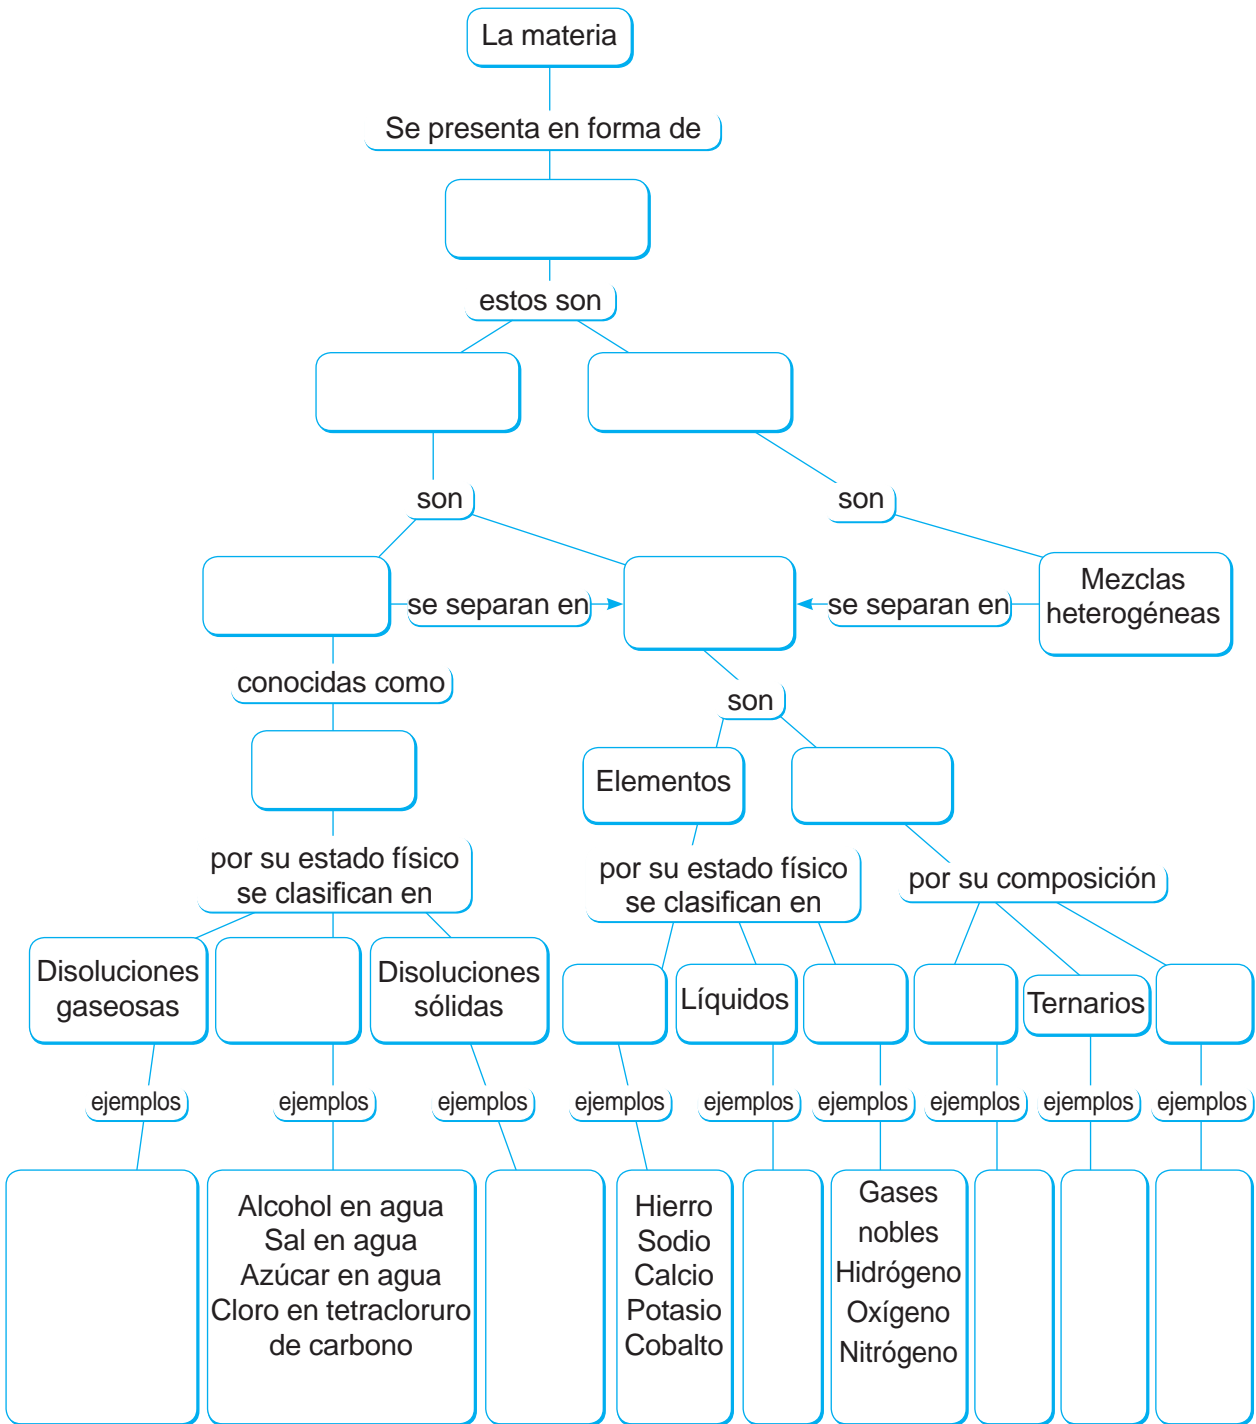 La materia
Se presenta en forma de
estos son
son
son
se separan en
se separan en
Mezclas
heterogéneas
conocidas como
son
Elementos
por su estado físico
se clasifican en
por su estado físico
se clasifican en
por su composición
Disoluciones
gaseosas
Disoluciones
sólidas
Líquidos
Ternarios
ejemplos
ejemplos
ejemplos
ejemplos
ejemplos
ejemplos
ejemplos
ejemplos
ejemplos
Alcohol en agua
Sal en agua
Azúcar en agua
Cloro en tetracloruro
de carbono
Hierro
Sodio
Calcio
Potasio
Cobalto
Gases
nobles
Hidrógeno
Oxígeno
Nitrógeno